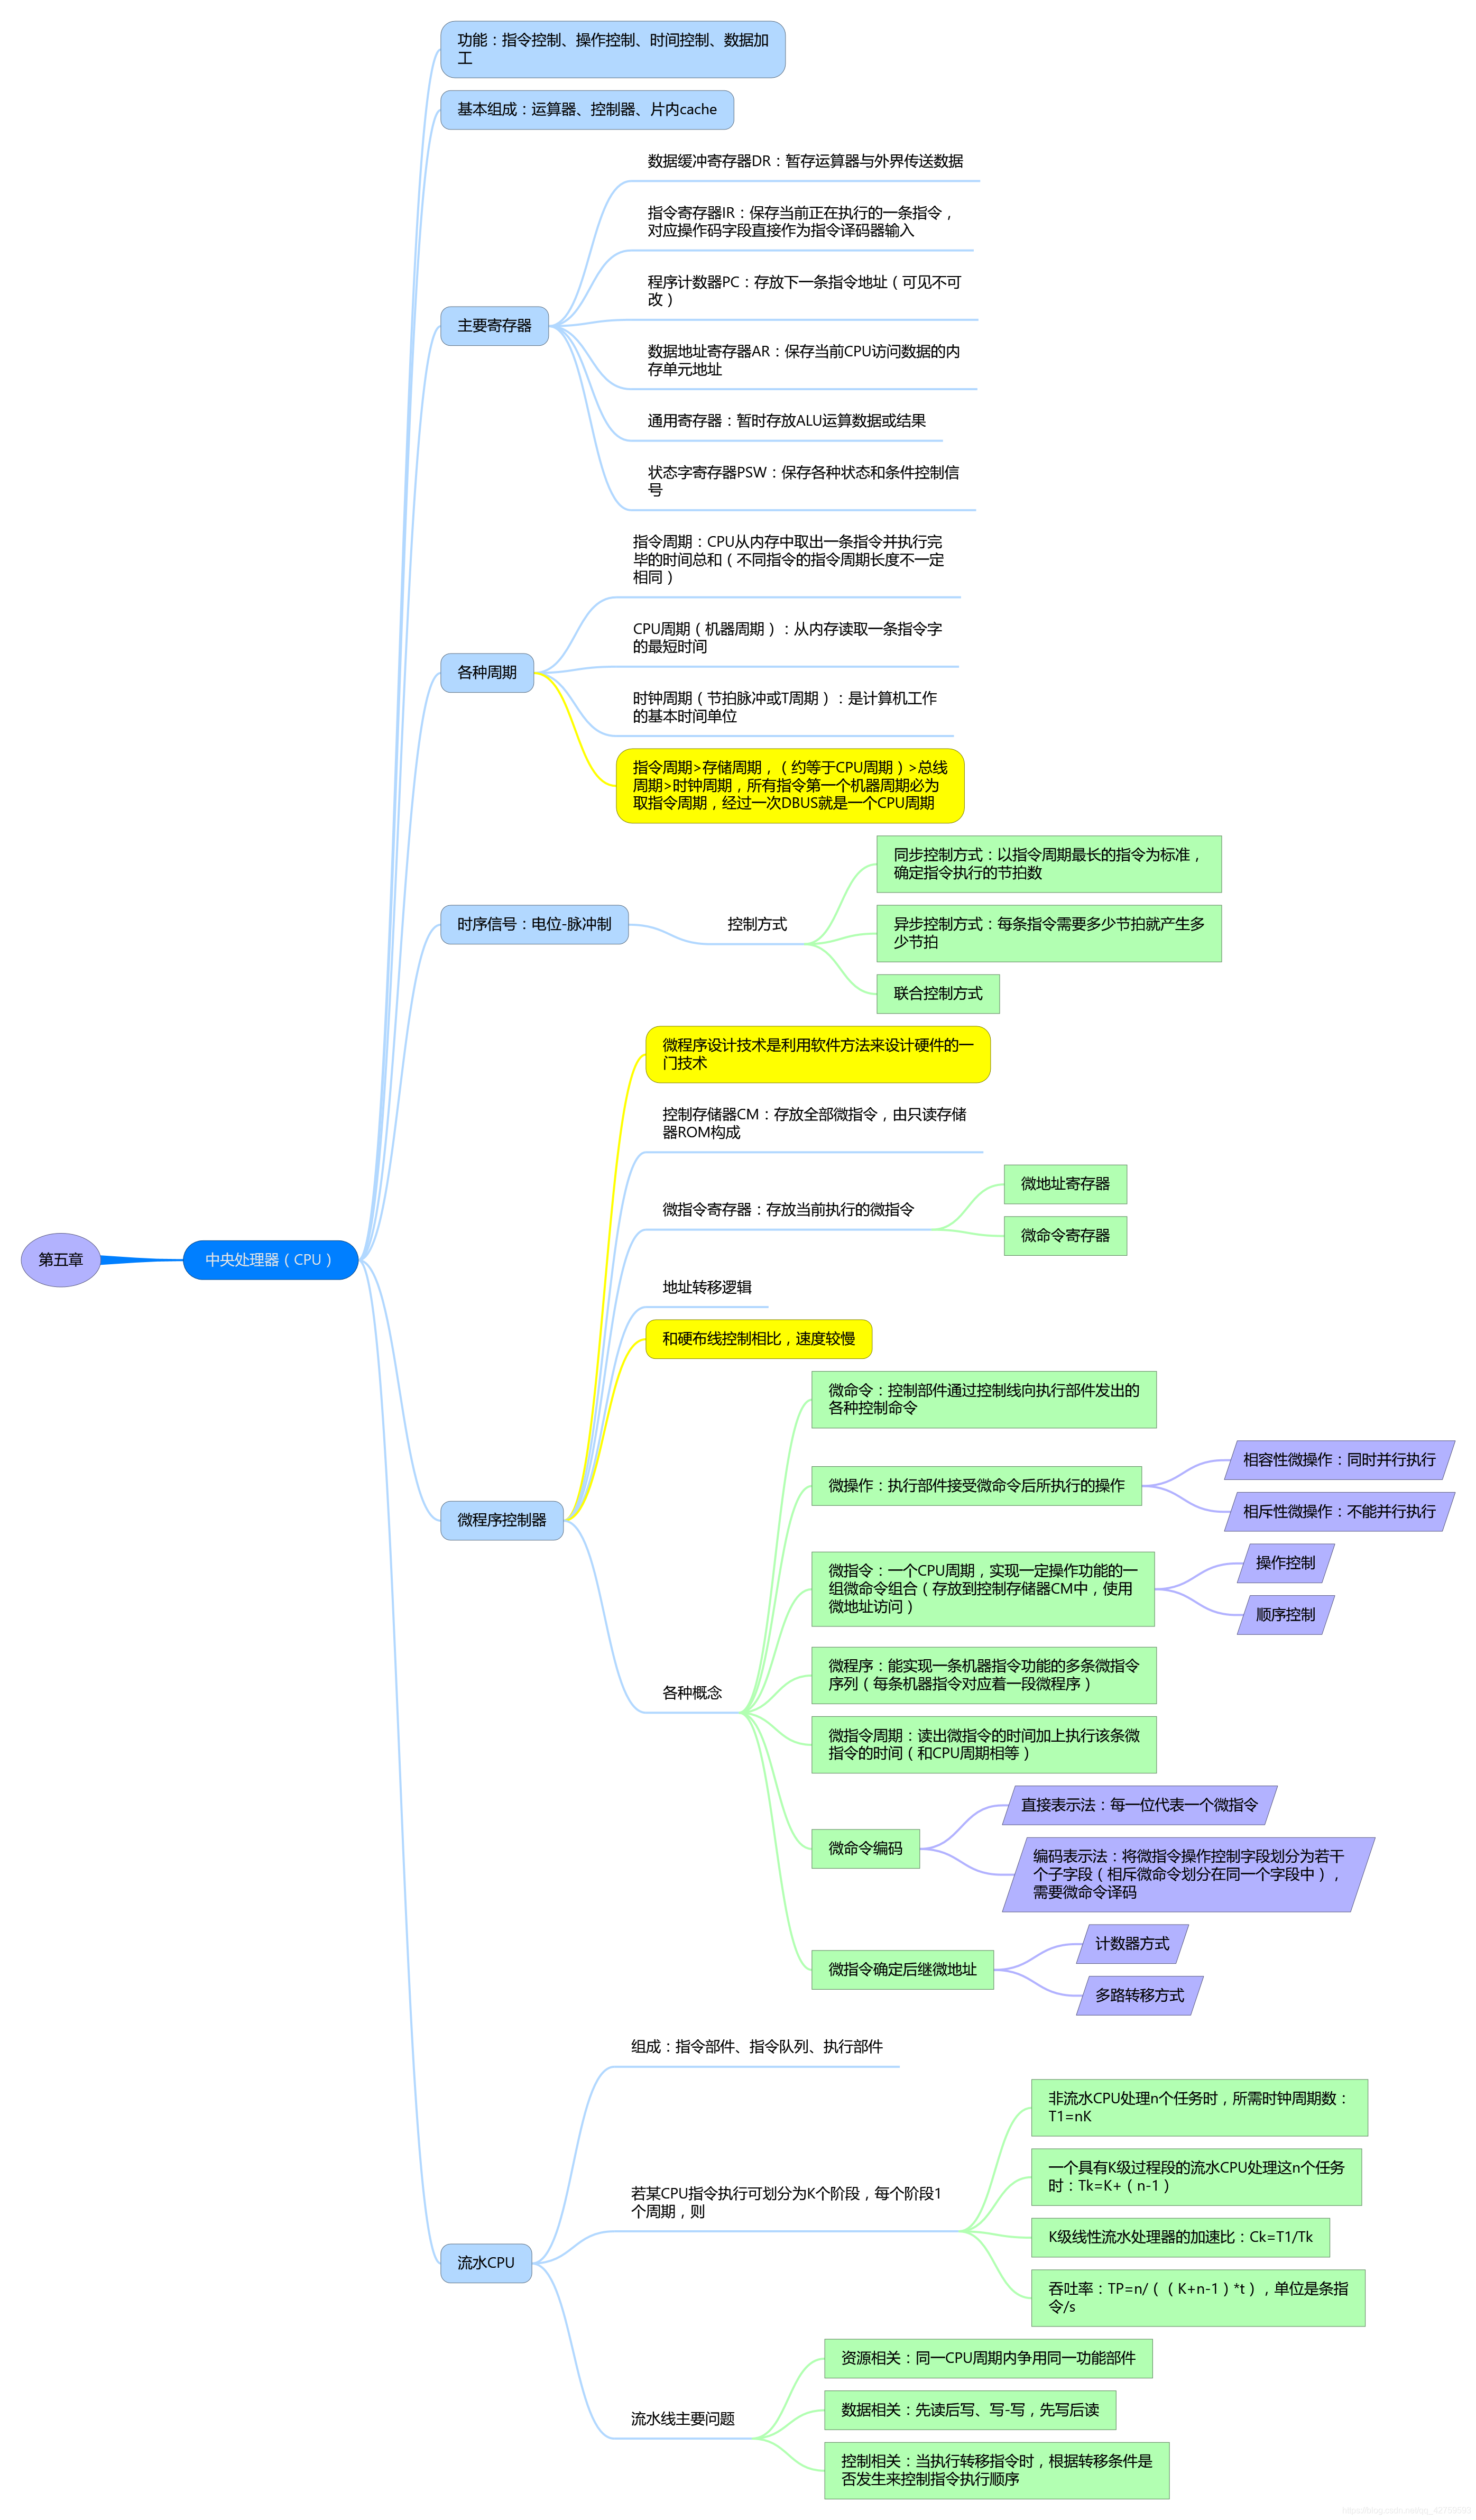 功能：指令控制、操作控制、时间控制、数据加
工
基本组成：运算器、控制器、片内cache
数据缓冲寄存器DR：暂存运算器与外界传送数据
指令寄存器IR：保存当前正在执行的一条指令，
对应操作码字段直接作为指令译码器输入
程序计数器PC：存放下一条指令地址（可见不可
改）
主要寄存器
数据地址寄存器AR：保存当前CPU访问数据的内
存单元地址
通用寄存器：暂时存放ALU运算数据或结果
状态字寄存器PSW：保存各种状态和条件控制信
号
指令周期：CPU从内存中取出一条指令并执行完
毕的时间总和（不同指令的指令周期长度不一定
相同）
CPU周期（机器周期）：从内存读取一条指令字
的最短时间
各种周期
时钟周期（节拍脉冲或T周期）：是计算机工作
的基本时间单位
指令周期>存储周期，（约等于CPU周期）>总线
周期>时钟周期，所有指令第一个机器周期必为
取指令周期，经过一次DBUS就是一个CPU周期
同步控制方式：以指令周期最长的指令为标准，
确定指令执行的节拍数
时序信号：电位-脉冲制
控制方式
异步控制方式：每条指令需要多少节拍就产生多
少节拍
联合控制方式
微程序设计技术是利用软件方法来设计硬件的一
门技术
控制存储器CM：存放全部微指令，由只读存储
器ROM构成
微指令寄存器：存放当前执行的微指令
微地址寄存器
微命令寄存器
第五章
中央处理器（CPU）
地址转移逻辑
和硬布线控制相比，速度较慢
微命令：控制部件通过控制线向执行部件发出的
各种控制命令
微操作：执行部件接受微命令后所执行的操作
相容性微操作：同时并行执行
相斥性微操作：不能并行执行
微程序控制器
微指令：一个CPU周期，实现一定操作功能的一
组微命令组合（存放到控制存储器CM中，使用
微地址访问）
操作控制
顺序控制
各种概念
微程序：能实现一条机器指令功能的多条微指令
序列（每条机器指令对应着一段微程序）
微指令周期：读出微指令的时间加上执行该条微
指令的时间（和CPU周期相等）
微命令编码
直接表示法：每一位代表一个微指令
编码表示法：将微指令操作控制字段划分为若干
个子字段（相斥微命令划分在同一个字段中），
需要微命令译码
微指令确定后继微地址
计数器方式
多路转移方式
组成：指令部件、指令队列、执行部件
非流水CPU处理n个任务时，所需时钟周期数：
T1=nK
一个具有K级过程段的流水CPU处理这n个任务
时：Tk=K+（n-1）
若某CPU指令执行可划分为K个阶段，每个阶段1
个周期，则
K级线性流水处理器的加速比：Ck=T1/Tk
吞吐率：TP=n/（（K+n-1）*t），单位是条指
令/s
流水CPU
资源相关：同一CPU周期内争用同一功能部件
流水线主要问题
数据相关：先读后写、写-写，先写后读
控制相关：当执行转移指令时，根据转移条件是
否发生来控制指令执行顺序